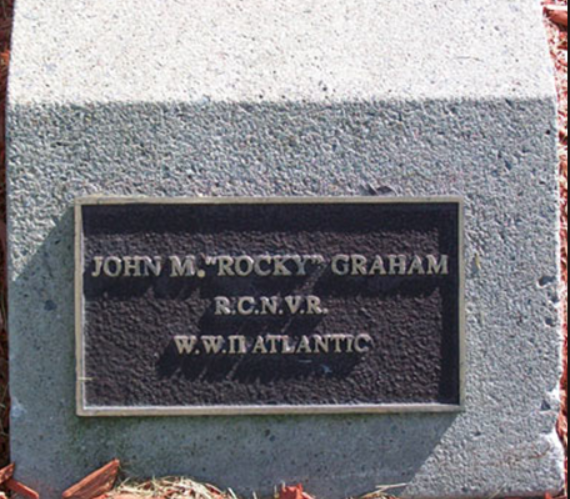 JOHN M. "ROCKY" GRAHAM
R.C.N.V.R.
W.W.II ATLANTIC